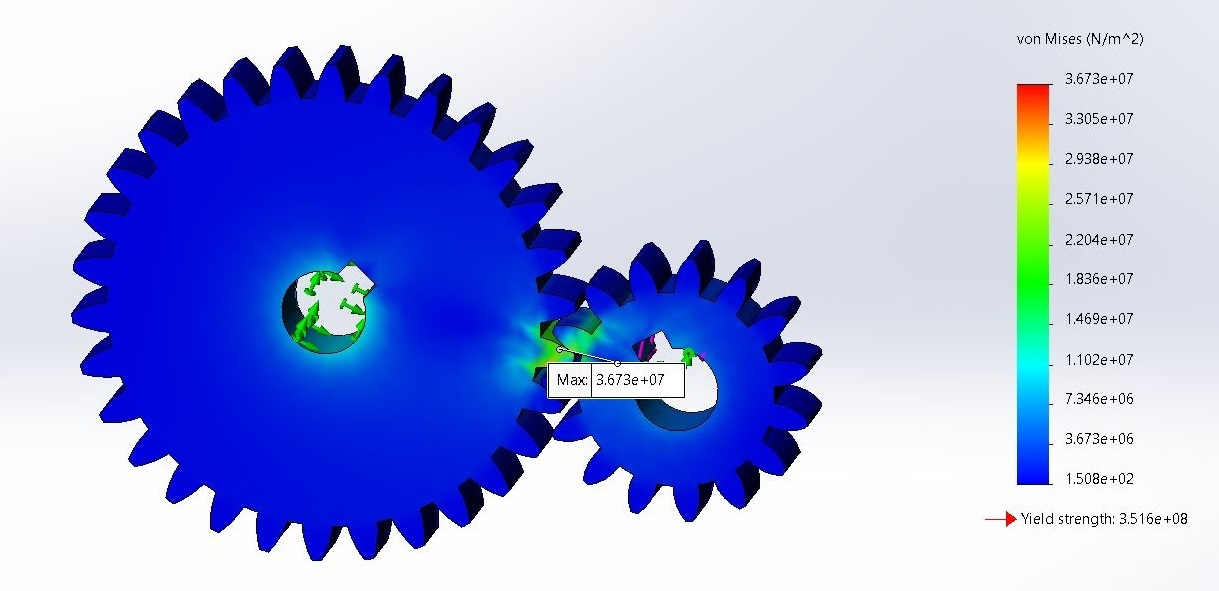 von Mises (N/m^2)
3.673e+07
3.305e+07
2.938e+07
2.571e+07
2.204e+07
1.836e+07
1.469e+07
1.102e+07
7.346e+06
3.673e+06
1.508e+02
Yield strength: 3.516e+08
Max: 3.673e+07